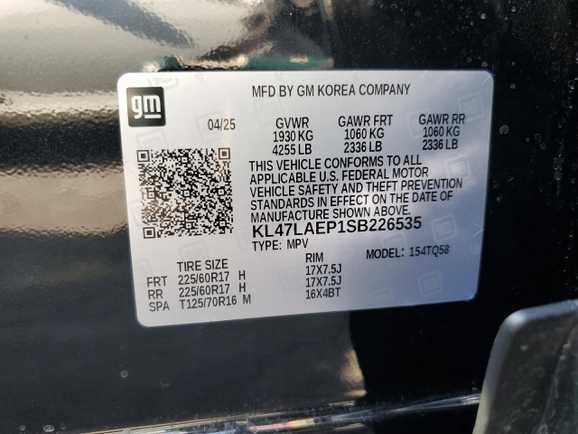 gm
MFD BY GM KOREA COMPANY
04/25 GVWR GAWR FRT GAWR RR
1930 KG 1060 KG 1060 KG
4255 LB 2336 LB 2336 LB
THIS VEHICLE CONFORMS TO ALL
APPLICABLE U.S. FEDERAL MOTOR
VEHICLE SAFETY AND THEFT PREVENTION
STANDARDS IN EFFECT ON THE DATE OF
MANUFACTURE SHOWN ABOVE.
KL47LAEP1SB226535
TYPE: MPV MODEL: 154TQ58
TIRE SIZE RIM
FRT 225/60R17 H 17X7.5J
RR 225/60R17 H 17X7.5J
SPA T125/70R16 M 16X4BT